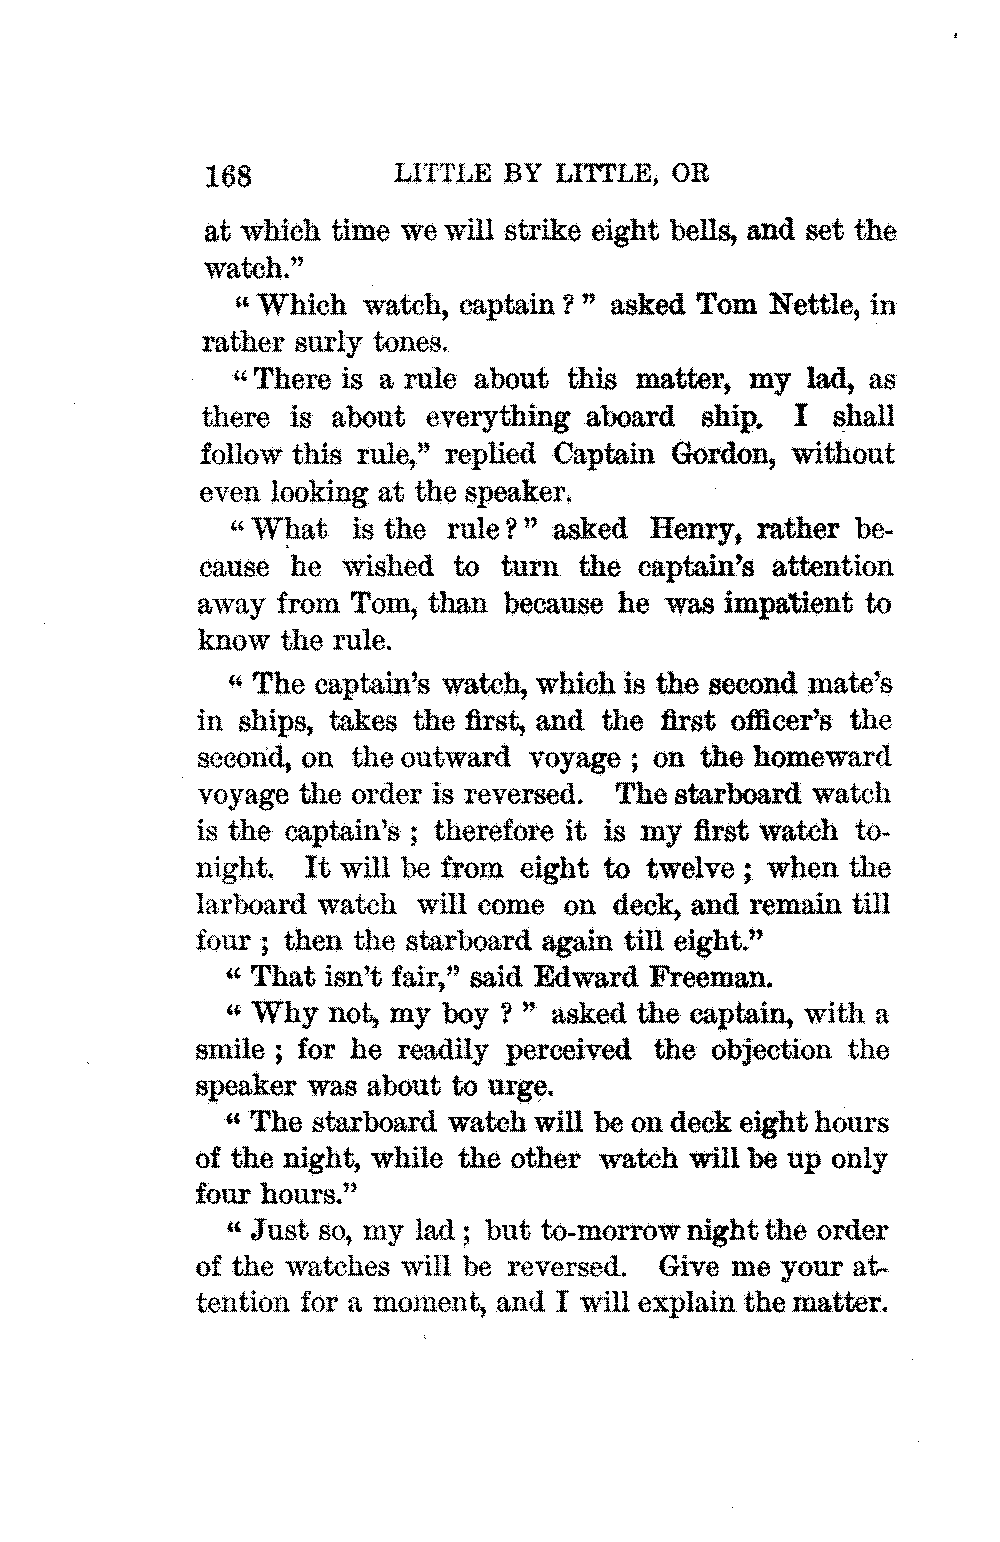 168 LITTLE BY LITTLE, OR
at which time we will strike eight bells, and set the
watch."
"Which watch, captain?" asked Tom Nettle, in
rather surly tones.
"There is a rule about this matter, my lad, as
there is about everything aboard ship. I shall
follow this rule," replied Captain Gordon, without
even looking at the speaker.
"What is the rule?" asked Henry, rather be-
cause he wished to turn the captain's attention
away from Tom, than because he was impatient to
know the rule.
"The captain's watch, which is the second mate's
in ships, takes the first, and the first officer's the
second, on the outward voyage; on the homeward
voyage the order is reversed. The starboard watch
is the captain's; therefore it is my first watch to-
night. It will be from eight to twelve; when the
larboard watch will come on deck, and remain till
four; then the starboard again till eight."
"That isn't fair," said Edward Freeman.
"Why not, my boy?" asked the captain, with a
smile; for he readily perceived the objection the
speaker was about to urge.
"The starboard watch will be on deck eight hours
of the night, while the other watch will be up only
four hours."
"Just so, my lad; but to-morrow night the order
of the watches will be reversed. Give me your at-
tention for a moment, and I will explain the matter.